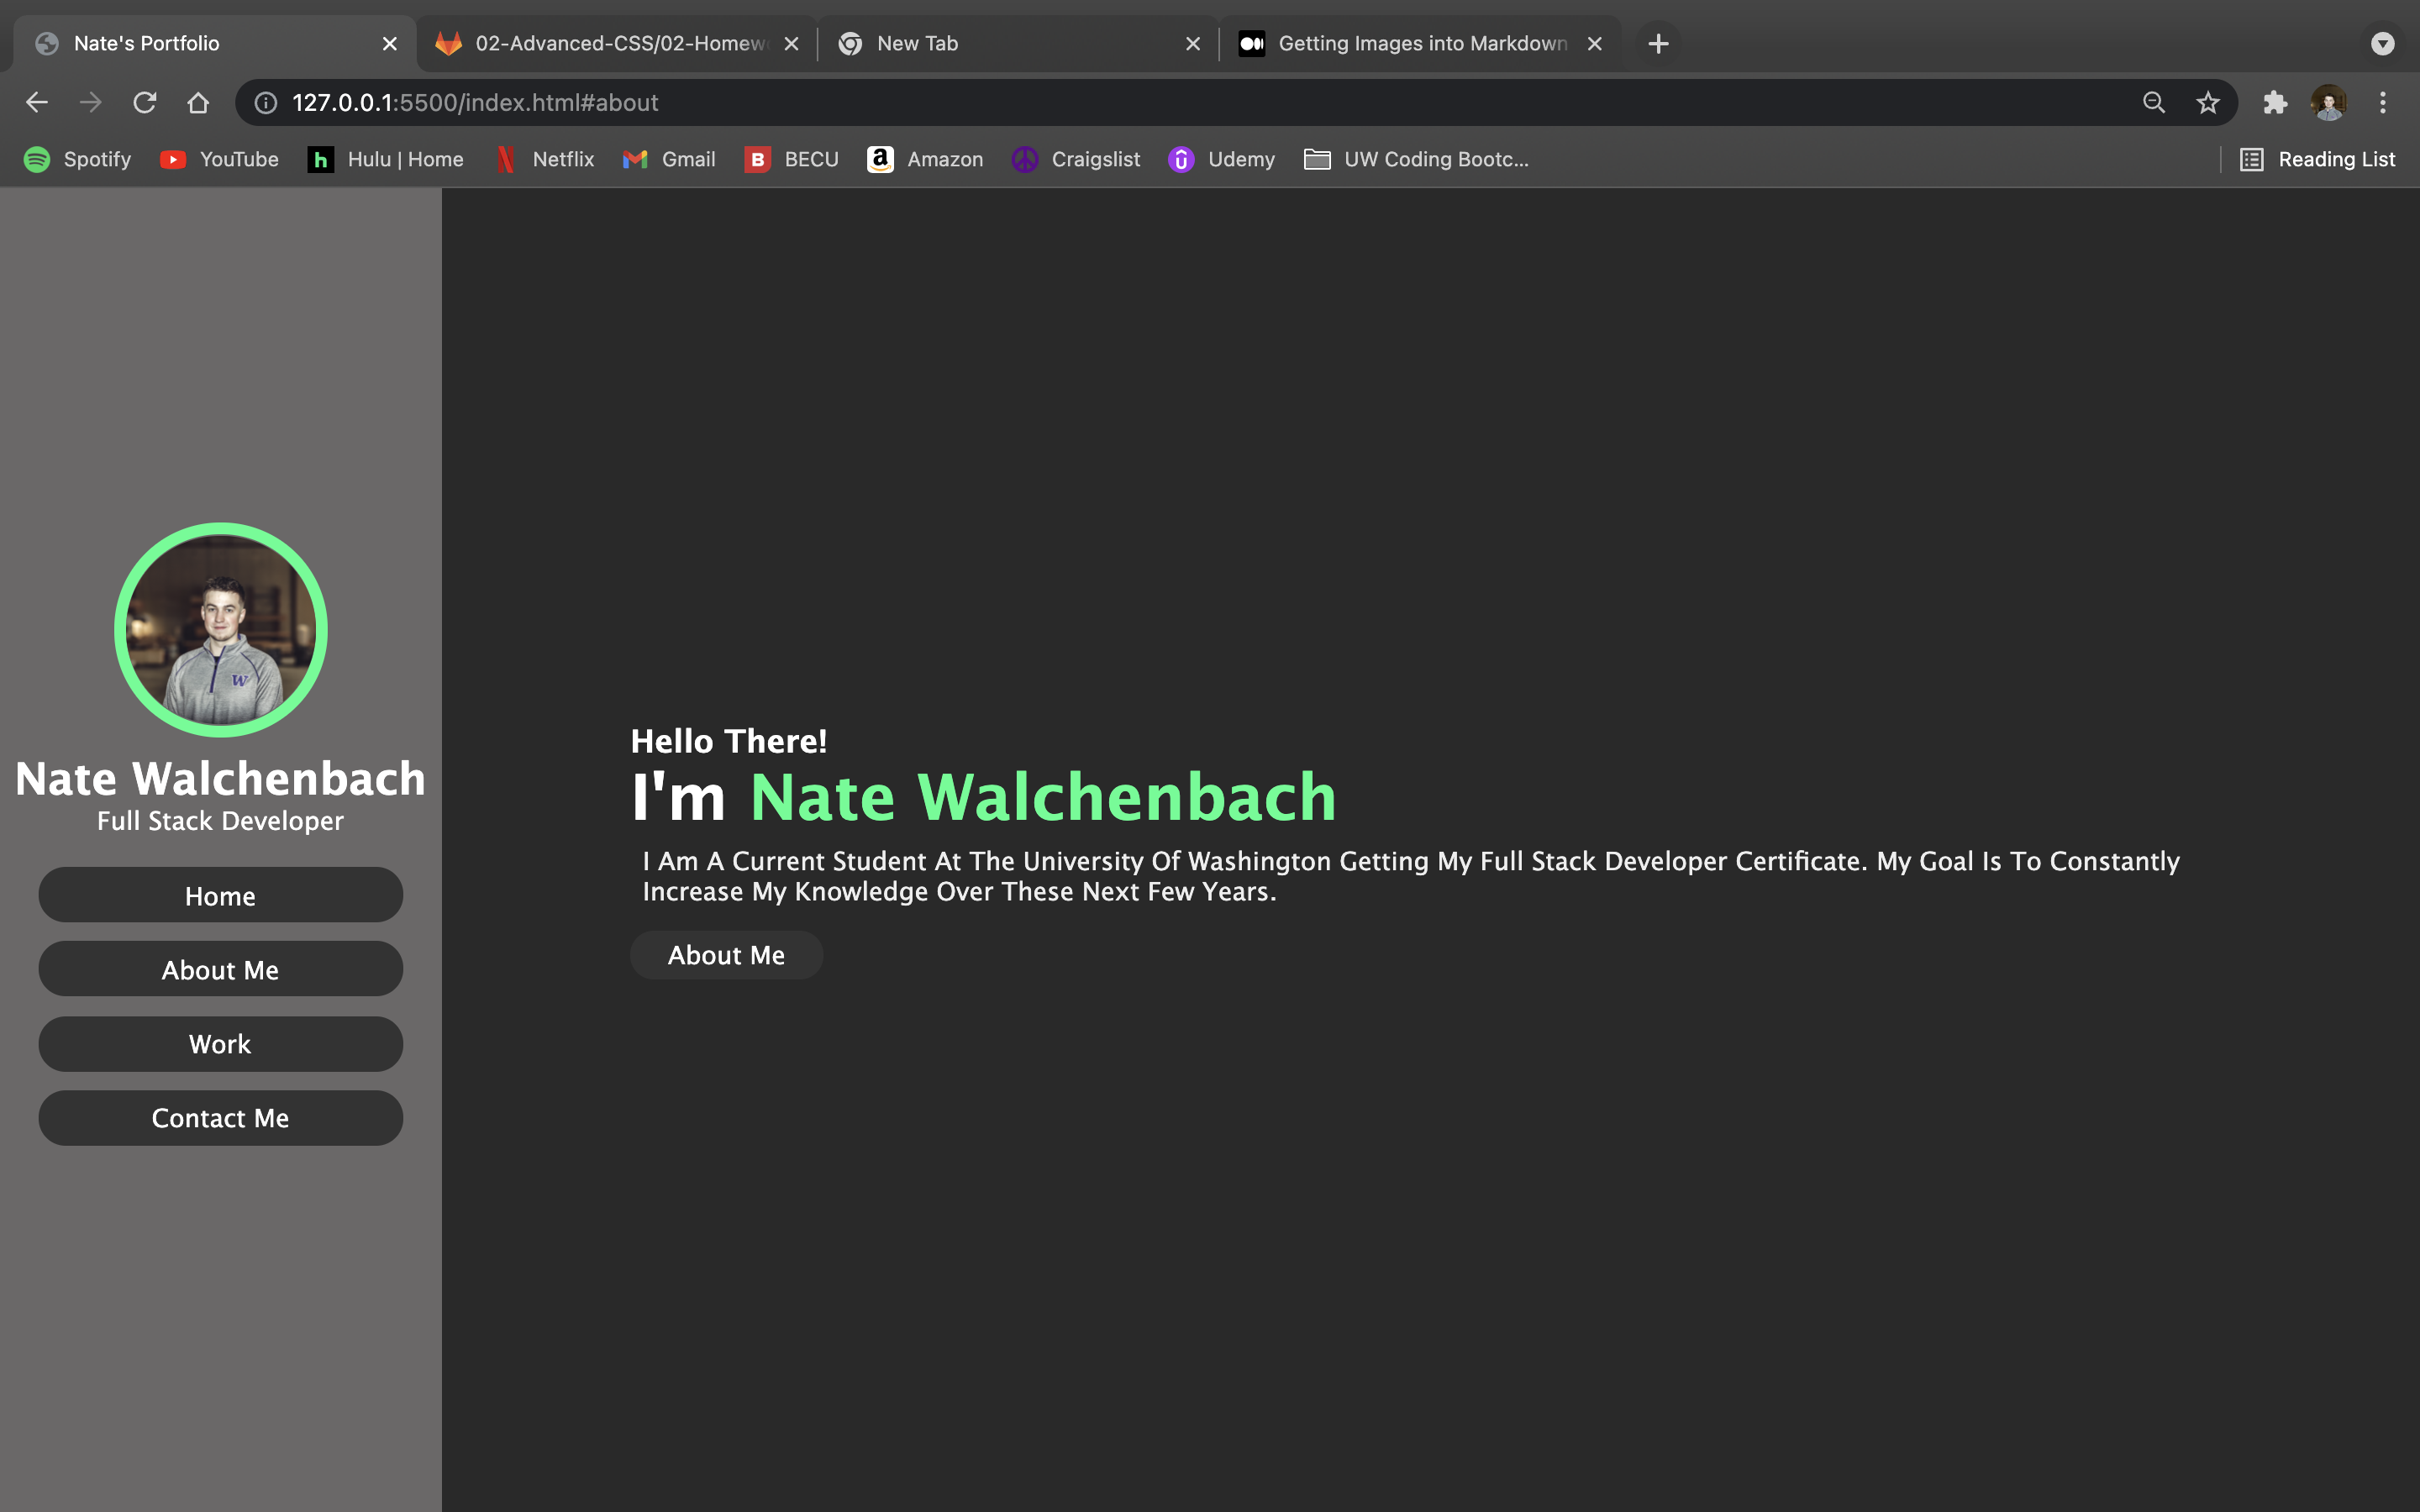 Nate's Portfolio
02-Advanced-CSS/02-Homew
New Tab
Getting Images into Markdown
127.0.0.1:5500/index.html#about
Spotify
YouTube
h
Hulu | Home
Netflix
Gmail
B
BECU
a
Amazon
Craigslist
Udemy
UW Coding Bootc...
Reading List
W
Nate Walchenbach
Full Stack Developer
Home
About Me
Work
Contact Me
Hello There!
I'm Nate Walchenbach
I Am A Current Student At The University Of Washington Getting My Full Stack Developer Certificate. My Goal Is To Constantly
Increase My Knowledge Over These Next Few Years.
About Me